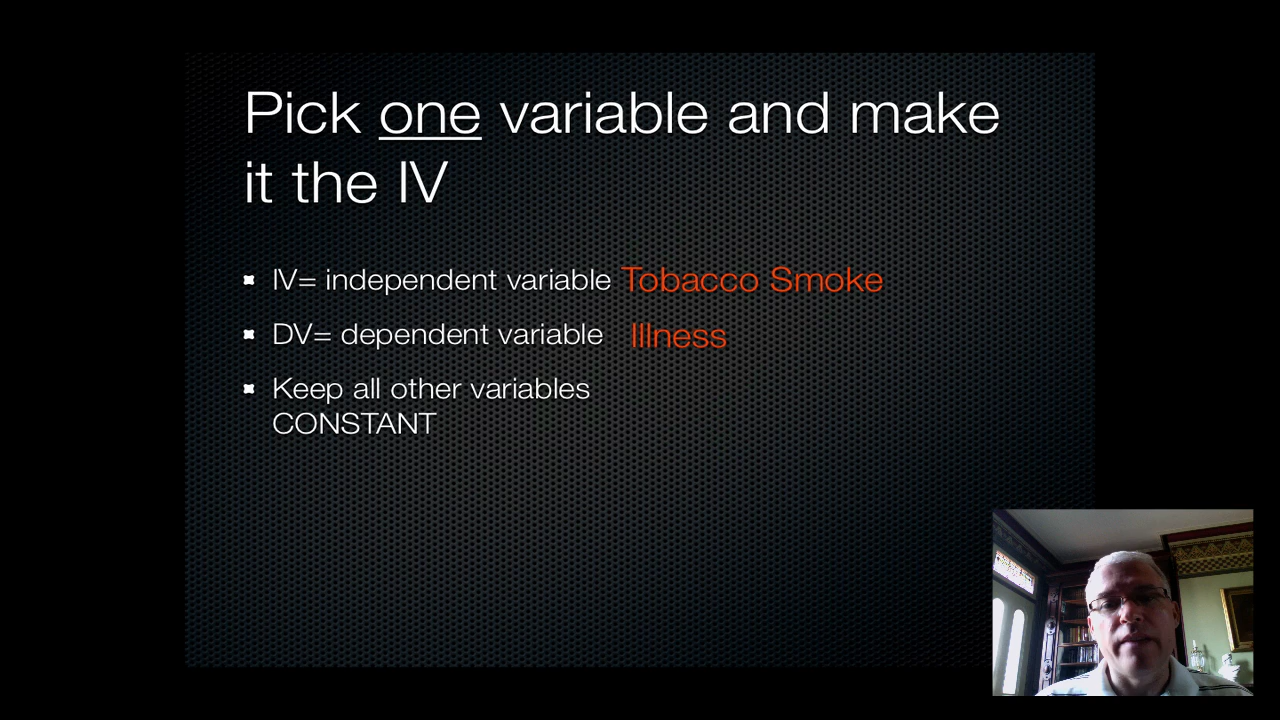 Pick one variable and make
it the IV
IV= independent variable Tobacco Smoke
DV= dependent variable Illness
Keep all other variables
CONSTANT